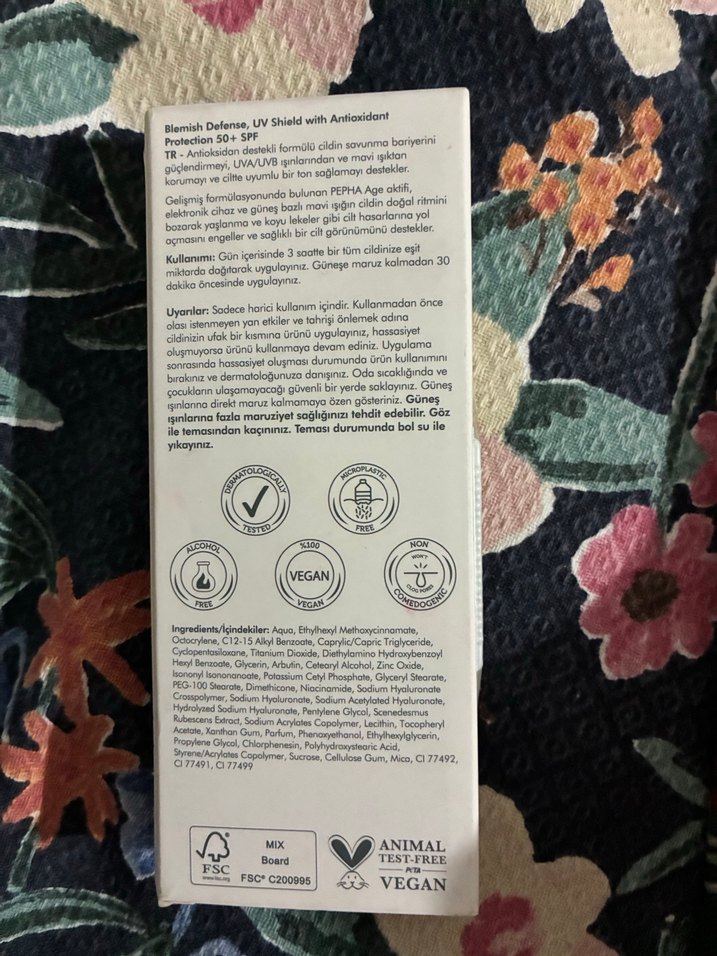 Blemish Defense, UV Shield with Antioxidant
Protection 50+ SPF
TR - Antioksidan destekli formülü cildin savunma bariyerini
güçlendirmeyi, UVA/UVB ışınlarından ve mavi ışıktan
korumayı ve ciltte uyumlu bir ton sağlamayı destekler.
Gelişmiş formülasyonunda bulunan PEPHA Age aktifi,
elektronik cihaz ve güneş bazlı mavi ışığın cildin doğal ritmini
bozarak yaşlanma ve koyu lekeler gibi cilt hasarlarına yol
açmasını engeller ve sağlıklı bir cilt görünümünü destekler.
Kullanımı: Gün içerisinde 3 saatte bir tüm cildinize eşit
miktarda dağıtarak uygulayınız. Güneşe maruz kalmadan 30
dakika öncesinde uygulayınız.
Uyarılar: Sadece harici kullanım içindir. Kullanmadan önce
olası istenmeyen yan etkiler ve tahrişi önlemek adına
cildinizin ufak bir kısmına ürünü uygulayınız, hassasiyet
oluşmuyorsa ürünü kullanmaya devam ediniz. Uygulama
sonrasında hassasiyet oluşması durumunda ürün kullanımını
bırakınız ve dermatoloğunuza danışınız. Oda sıcaklığında ve
çocukların ulaşamayacağı güvenli bir yerde saklayınız. Güneş
ışınlarına direkt maruz kalmamaya özen gösteriniz. Güneş
ışınlarına fazla maruziyet sağlığınızı tehdit edebilir. Göz
ile temasından kaçınınız. Teması durumunda bol su ile
yıkayınız.
DERMATOLOGICALLY
TESTED
MICROPLASTIC
FREE
ALCOHOL
FREE
%100
VEGAN
VEGAN
NON
WON'T
CLOG PORES
COMEDOGENIC
Ingredients/İçindekiler: Aqua, Ethylhexyl Methoxycinnamate,
Octocrylene, C12-15 Alkyl Benzoate, Caprylic/Capric Triglyceride,
Cyclopentasiloxane, Titanium Dioxide, Diethylamino Hydroxybenzoyl
Hexyl Benzoate, Glycerin, Arbutin, Cetearyl Alcohol, Zinc Oxide,
Isononyl Isononanoate, Potassium Cetyl Phosphate, Glyceryl Stearate,
PEG-100 Stearate, Dimethicone, Niacinamide, Sodium Hyaluronate
Crosspolymer, Sodium Hyaluronate, Sodium Acetylated Hyaluronate,
Hydrolyzed Sodium Hyaluronate, Pentylene Glycol, Scenedesmus
Rubescens Extract, Sodium Acrylates Copolymer, Lecithin, Tocopheryl
Acetate, Xanthan Gum, Parfum, Phenoxyethanol, Ethylhexylglycerin,
Propylene Glycol, Chlorphenesin, Polyhydroxystearic Acid,
Styrene/Acrylates Copolymer, Sucrose, Cellulose Gum, Mica, CI 77492,
CI 77491, CI 77499
FSC
www.fsc.org
MIX
Board
FSC® C200995
ANIMAL
TEST-FREE
PETA
VEGAN